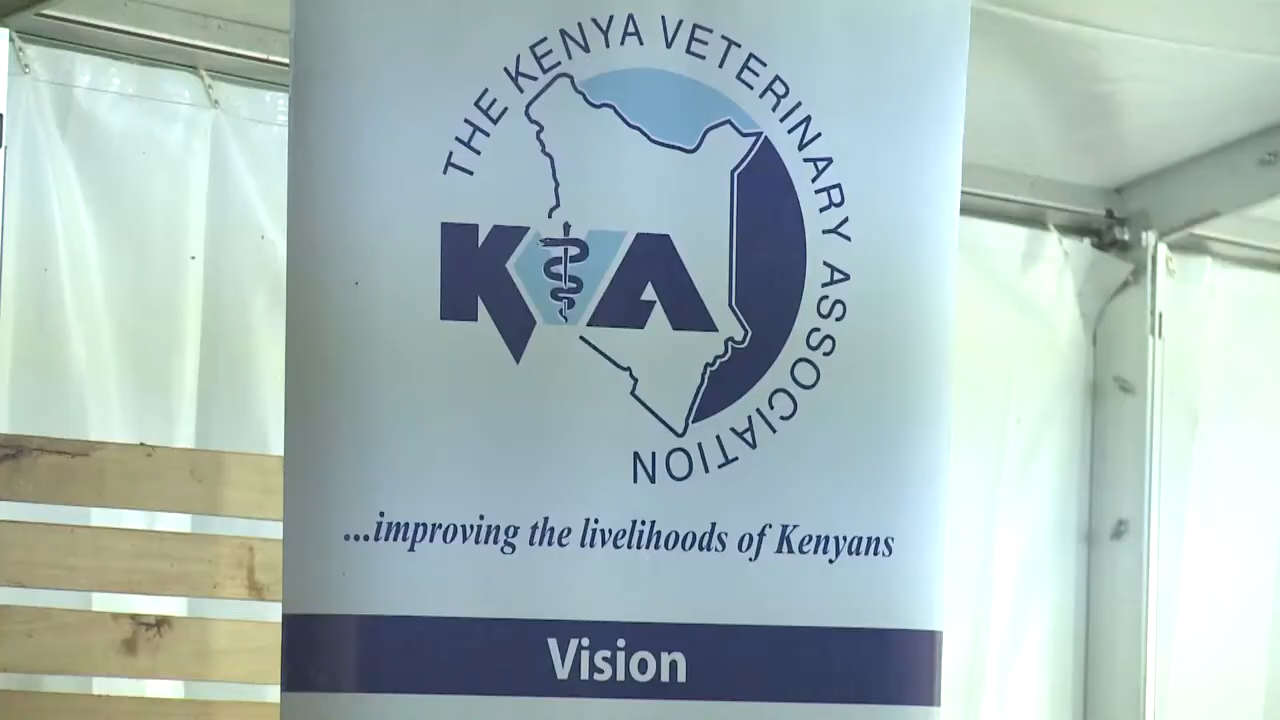 THE KENYA VETERINARY ASSOCIATION
KVA
...improving the livelihoods of Kenyans
Vision